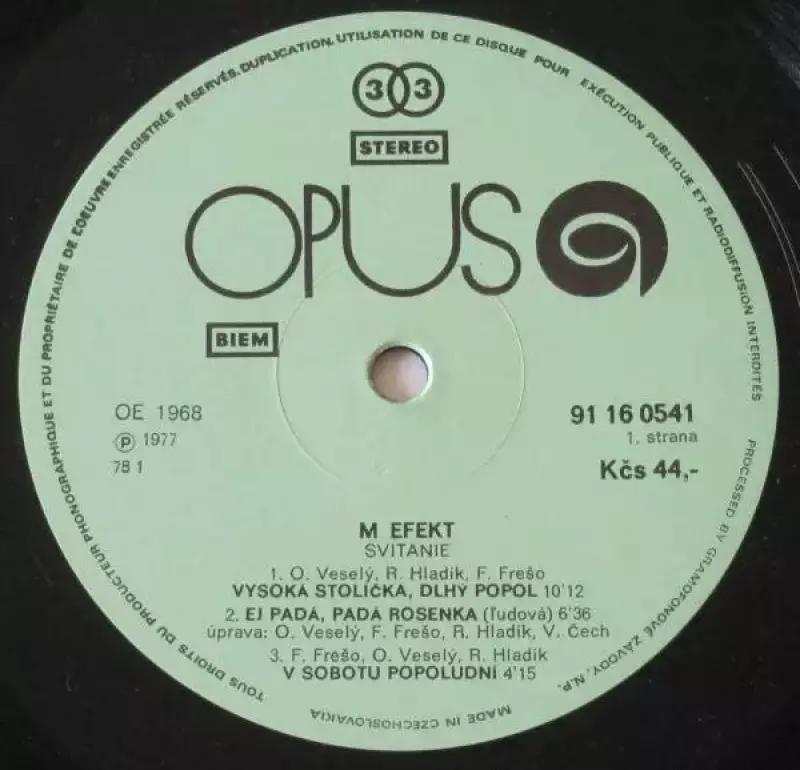 TOUS DROITS DU PRODUCTEUR PHONOGRAPHIQUE ET DU PROPRIÉTAIRE DE L'OEUVRE ENREGISTRÉE RÉSERVÉS. DUPLICATION, UTILISATION DE CE DISQUE POUR EXÉCUTION PUBLIQUE ET RADIODIFFUSION INTERDITES
PROCESSED BY GRAMOFONOVÉ ZÁVODY, N.P.
MADE IN CZECHOSLOVAKIA
33
STEREO
OPUS
BIEM
OE 1968
℗ 1977
78 1
91 16 0541
1. strana
Kčs 44,-
M EFEKT
SVITANIE
1. O. Veselý, R. Hladík, F. Frešo
VYSOKÁ STOLIČKA, DLHÝ POPOL 10'12
2. EJ PADÁ, PADÁ ROSENKA (ľudová) 6'36
úprava: O. Veselý, F. Frešo, R. Hladík, V. Čech
3. F. Frešo, O. Veselý, R. Hladík
V SOBOTU POPOLUDNÍ 4'15